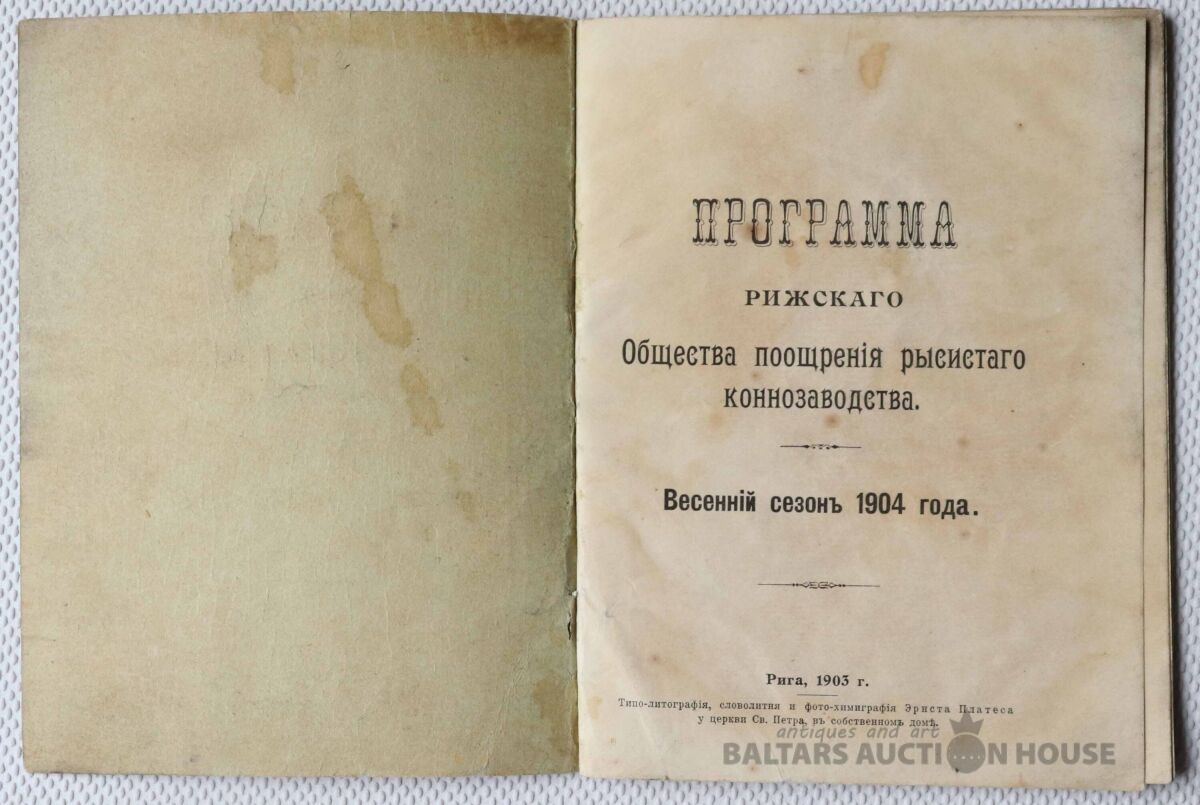 ПРОГРАММА
РИЖСКАГО
Общества поощренія рысистаго
коннозаводства.
Весенній сезонъ 1904 года.
Рига, 1903 г.
Типо-литографія, словолитня и фото-химиграфія Эрнста Платеса
у церкви Св. Петра, въ собственномъ домѣ.
antiques and art
BALTARS AUCTION HOUSE